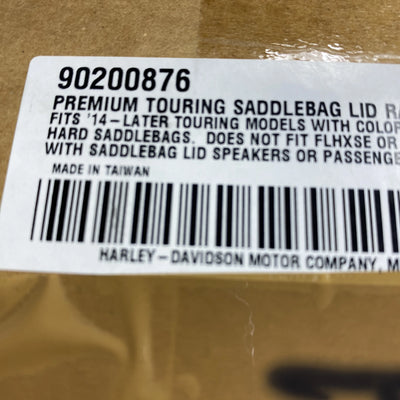 90200876
PREMIUM TOURING SADDLEBAG LID
FITS '14-LATER TOURING MODELS WITH
HARD SADDLEBAGS. DOES NOT FIT FLHXSE OR
WITH SADDLEBAG LID SPEAKERS OR
MADE IN TAIWAN
HARLEY-DAVIDSON MOTOR COMPANY,